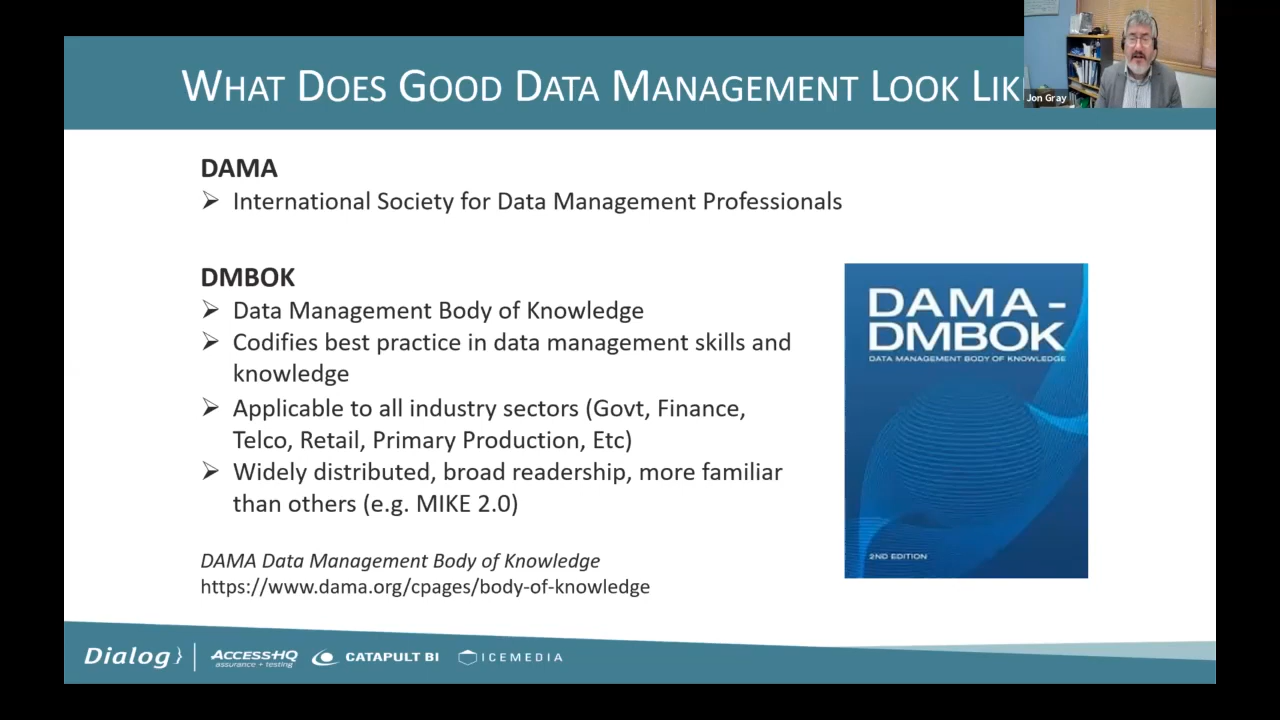 WHAT DOES GOOD DATA MANAGEMENT LOOK LIK
Jon Gray
DAMA
➢ International Society for Data Management Professionals
DMBOK
➢ Data Management Body of Knowledge
➢ Codifies best practice in data management skills and
knowledge
➢ Applicable to all industry sectors (Govt, Finance,
Telco, Retail, Primary Production, Etc)
➢ Widely distributed, broad readership, more familiar
than others (e.g. MIKE 2.0)
DAMA Data Management Body of Knowledge
https://www.dama.org/cpages/body-of-knowledge
DAMA-
DMBOK
DATA MANAGEMENT BODY OF KNOWLEDGE
2ND EDITION
Dialog}
ACCESSHQ
assurance + testing
CATAPULT BI
ICEMEDIA